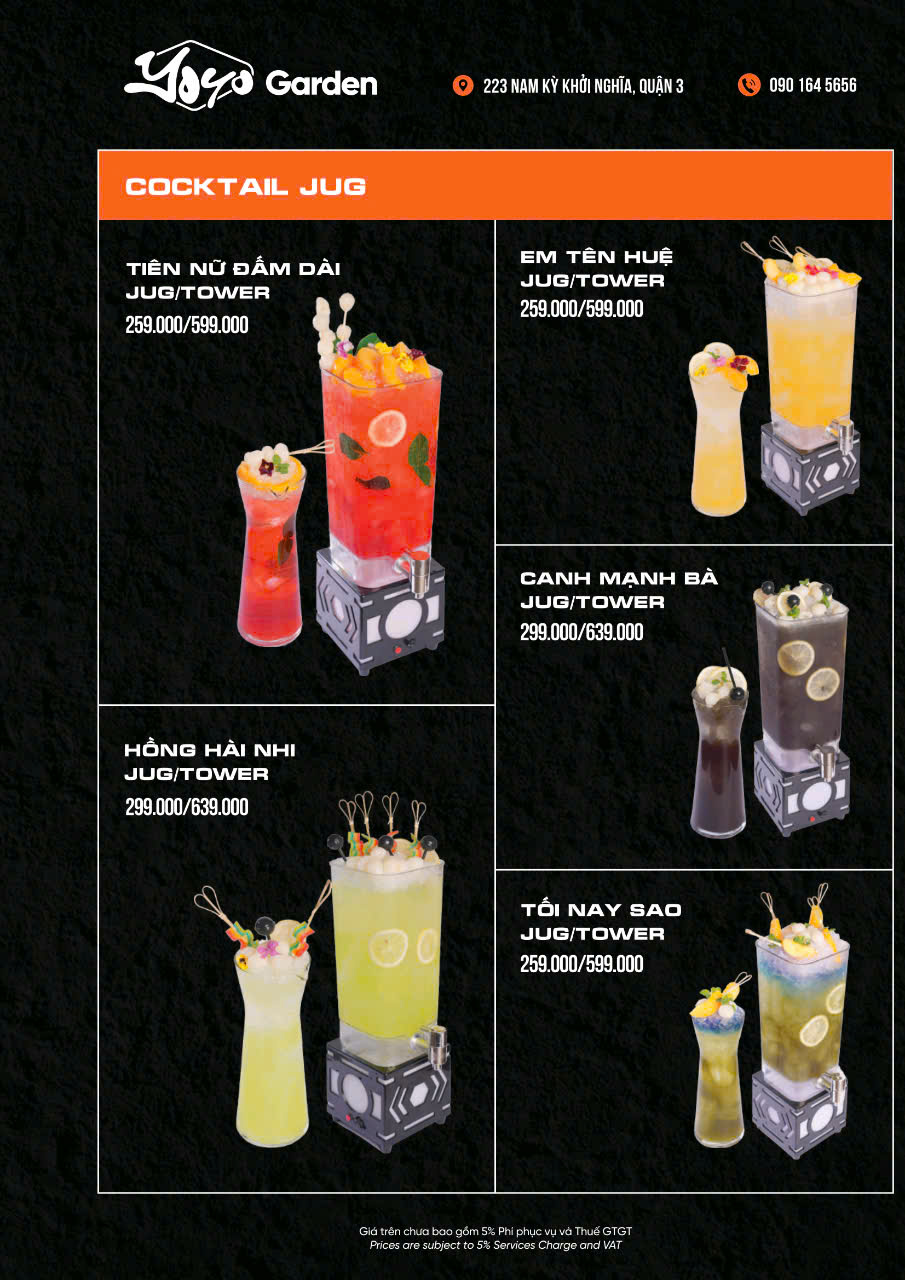 Yoyo Garden
223 NAM KỲ KHỞI NGHĨA, QUẬN 3
090 164 5656
COCKTAIL JUG
TIÊN NỮ ĐẤM DÀI
JUG/TOWER
259.000/599.000
EM TÊN HUỆ
JUG/TOWER
259.000/599.000
CANH MẠNH BÀ
JUG/TOWER
299.000/639.000
HỒNG HÀI NHI
JUG/TOWER
299.000/639.000
TỐI NAY SAO
JUG/TOWER
259.000/599.000
Giá trên chưa bao gồm 5% Phí phục vụ và Thuế GTGT
Prices are subject to 5% Services Charge and VAT